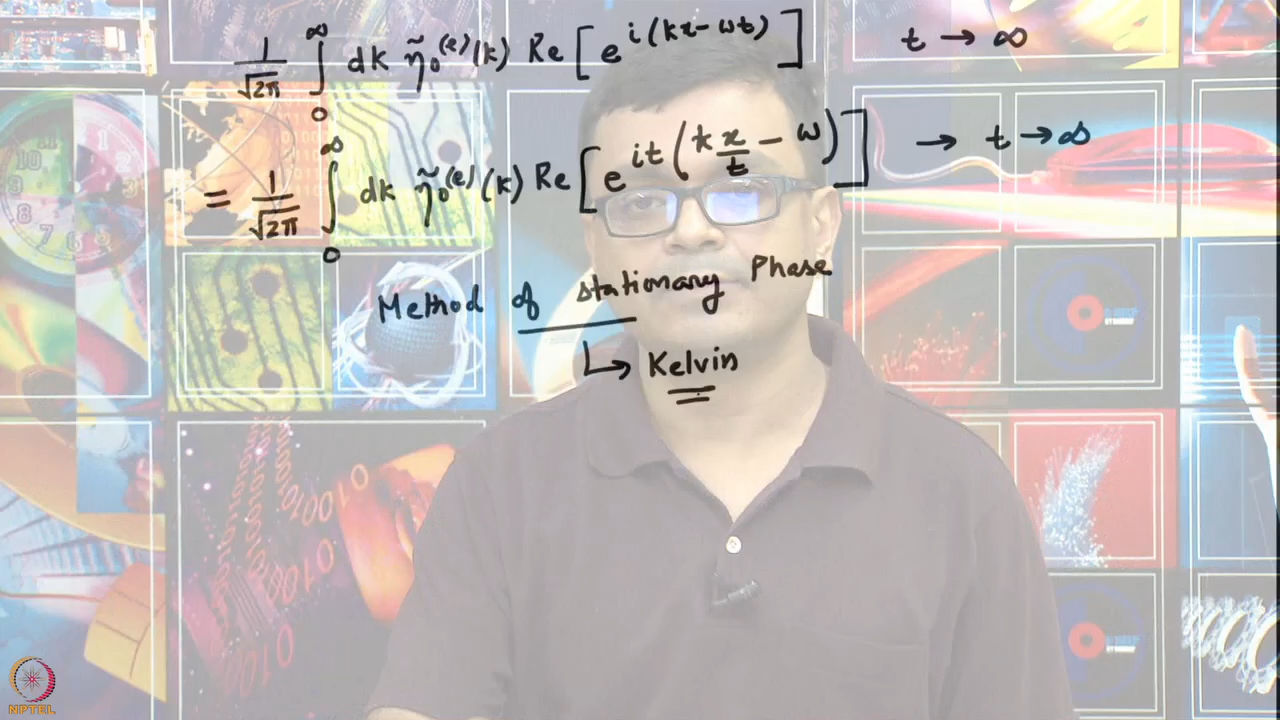 1/√2π ∫₀^∞ dk η̃₀⁽ᵉ⁾(k) Re[e^{i(kx-ωt)}] t → ∞
= 1/√2π ∫₀^∞ dk η̃₀⁽ᵉ⁾(k) Re[e^{it(k x/t - ω)}] → t → ∞
Method of stationary Phase
↳ Kelvin
NPTEL